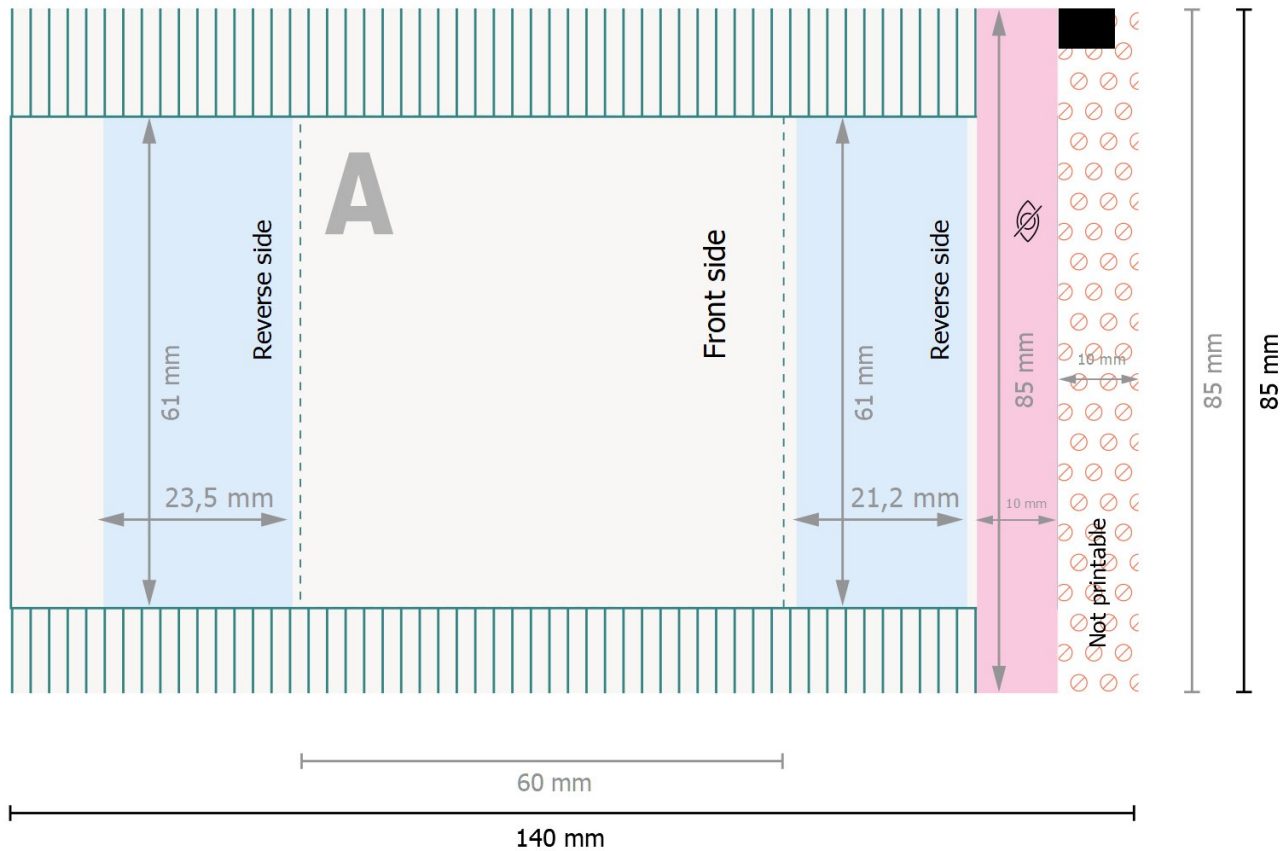 A
Reverse side
Front side
Reverse side
61 mm
61 mm
85 mm
10 mm
85 mm
85 mm
23,5 mm
21,2 mm
10 mm
Not printable
60 mm
140 mm